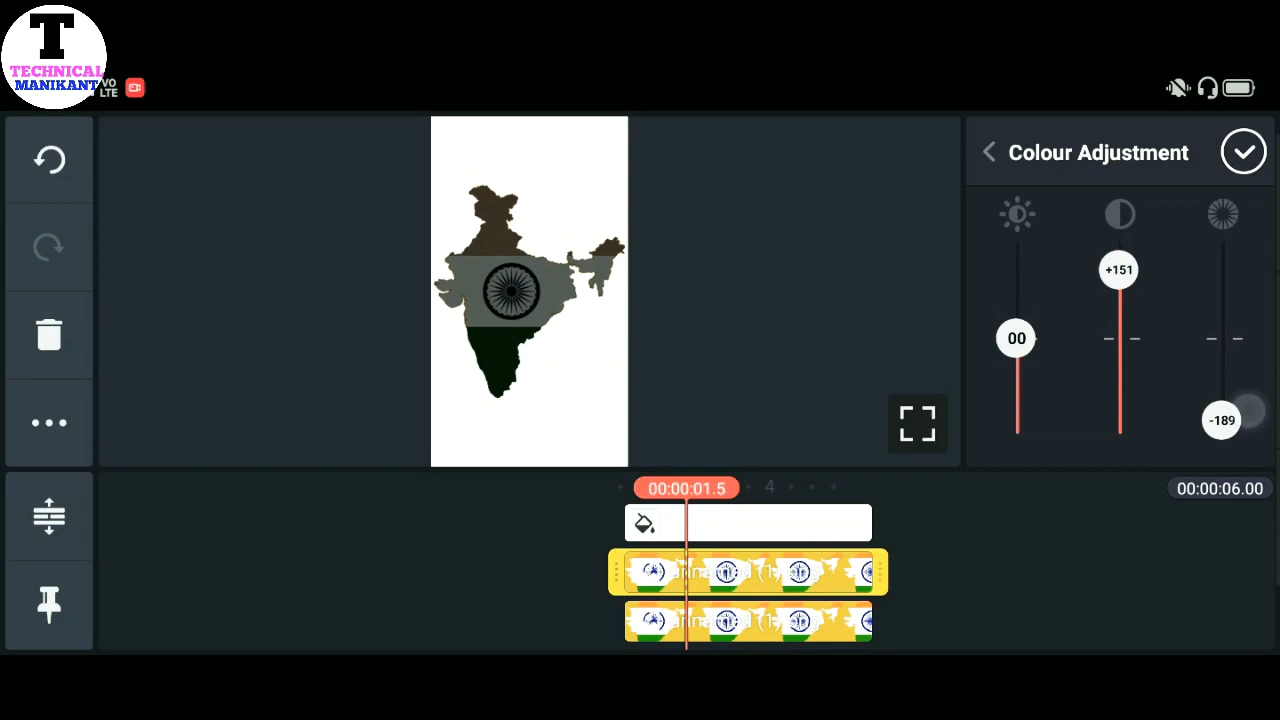 T
TECHNICAL
MANIKANT
VO
LTE
Colour Adjustment
+151
00
-189
00:00:01.5
4
00:00:06.00